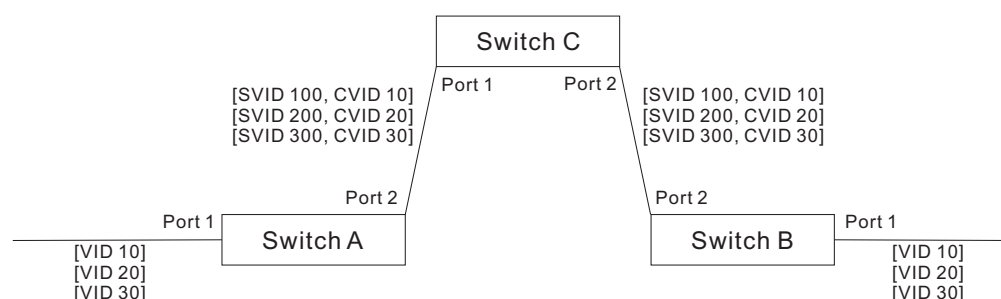 Switch C
Port 1
Port 2
[SVID 100, CVID 10]
[SVID 200, CVID 20]
[SVID 300, CVID 30]
[SVID 100, CVID 10]
[SVID 200, CVID 20]
[SVID 300, CVID 30]
Port 2
Port 2
Port 1
Switch A
Switch B
Port 1
[VID 10]
[VID 20]
[VID 30]
[VID 10]
[VID 20]
[VID 30]